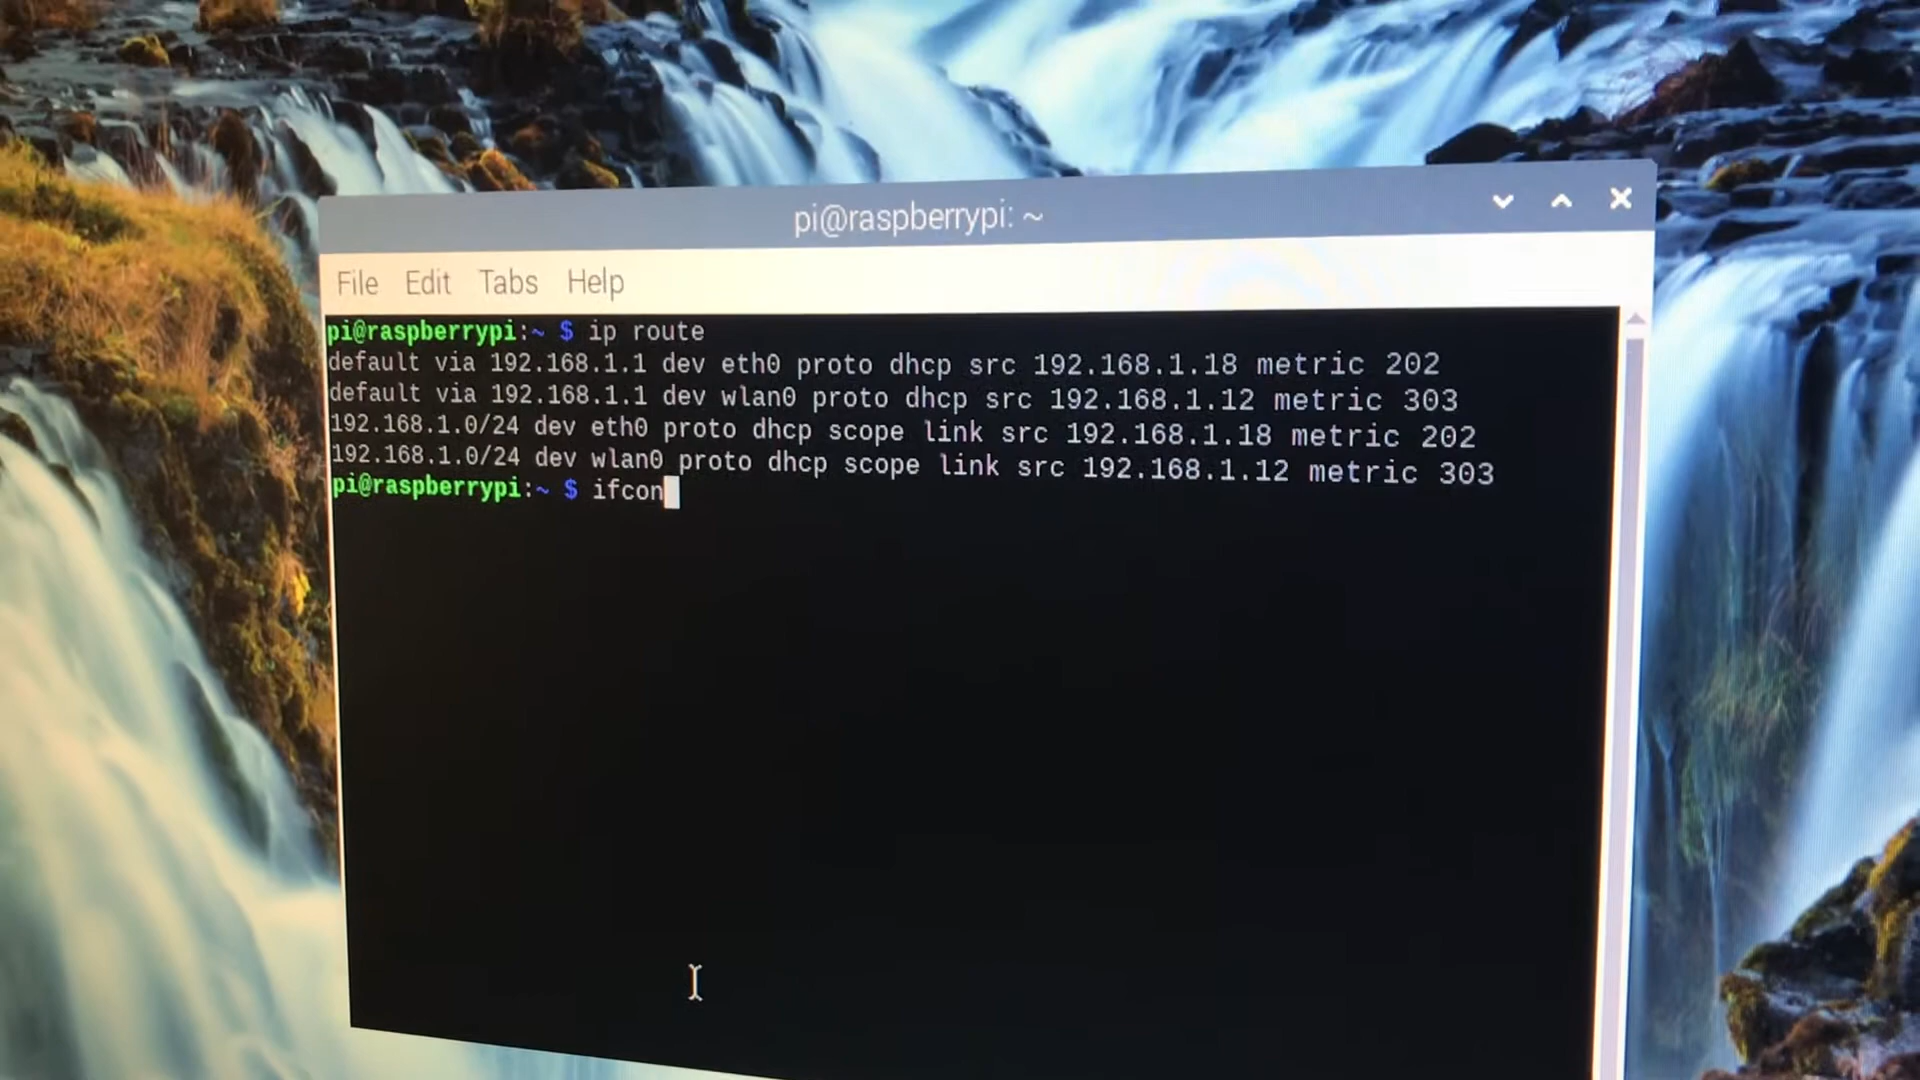 pi@raspberrypi: ~
File Edit Tabs Help
pi@raspberrypi:~ $ ip route
default via 192.168.1.1 dev eth0 proto dhcp src 192.168.1.18 metric 202
default via 192.168.1.1 dev wlan0 proto dhcp src 192.168.1.12 metric 303
192.168.1.0/24 dev eth0 proto dhcp scope link src 192.168.1.18 metric 202
192.168.1.0/24 dev wlan0 proto dhcp scope link src 192.168.1.12 metric 303
pi@raspberrypi:~ $ ifcon